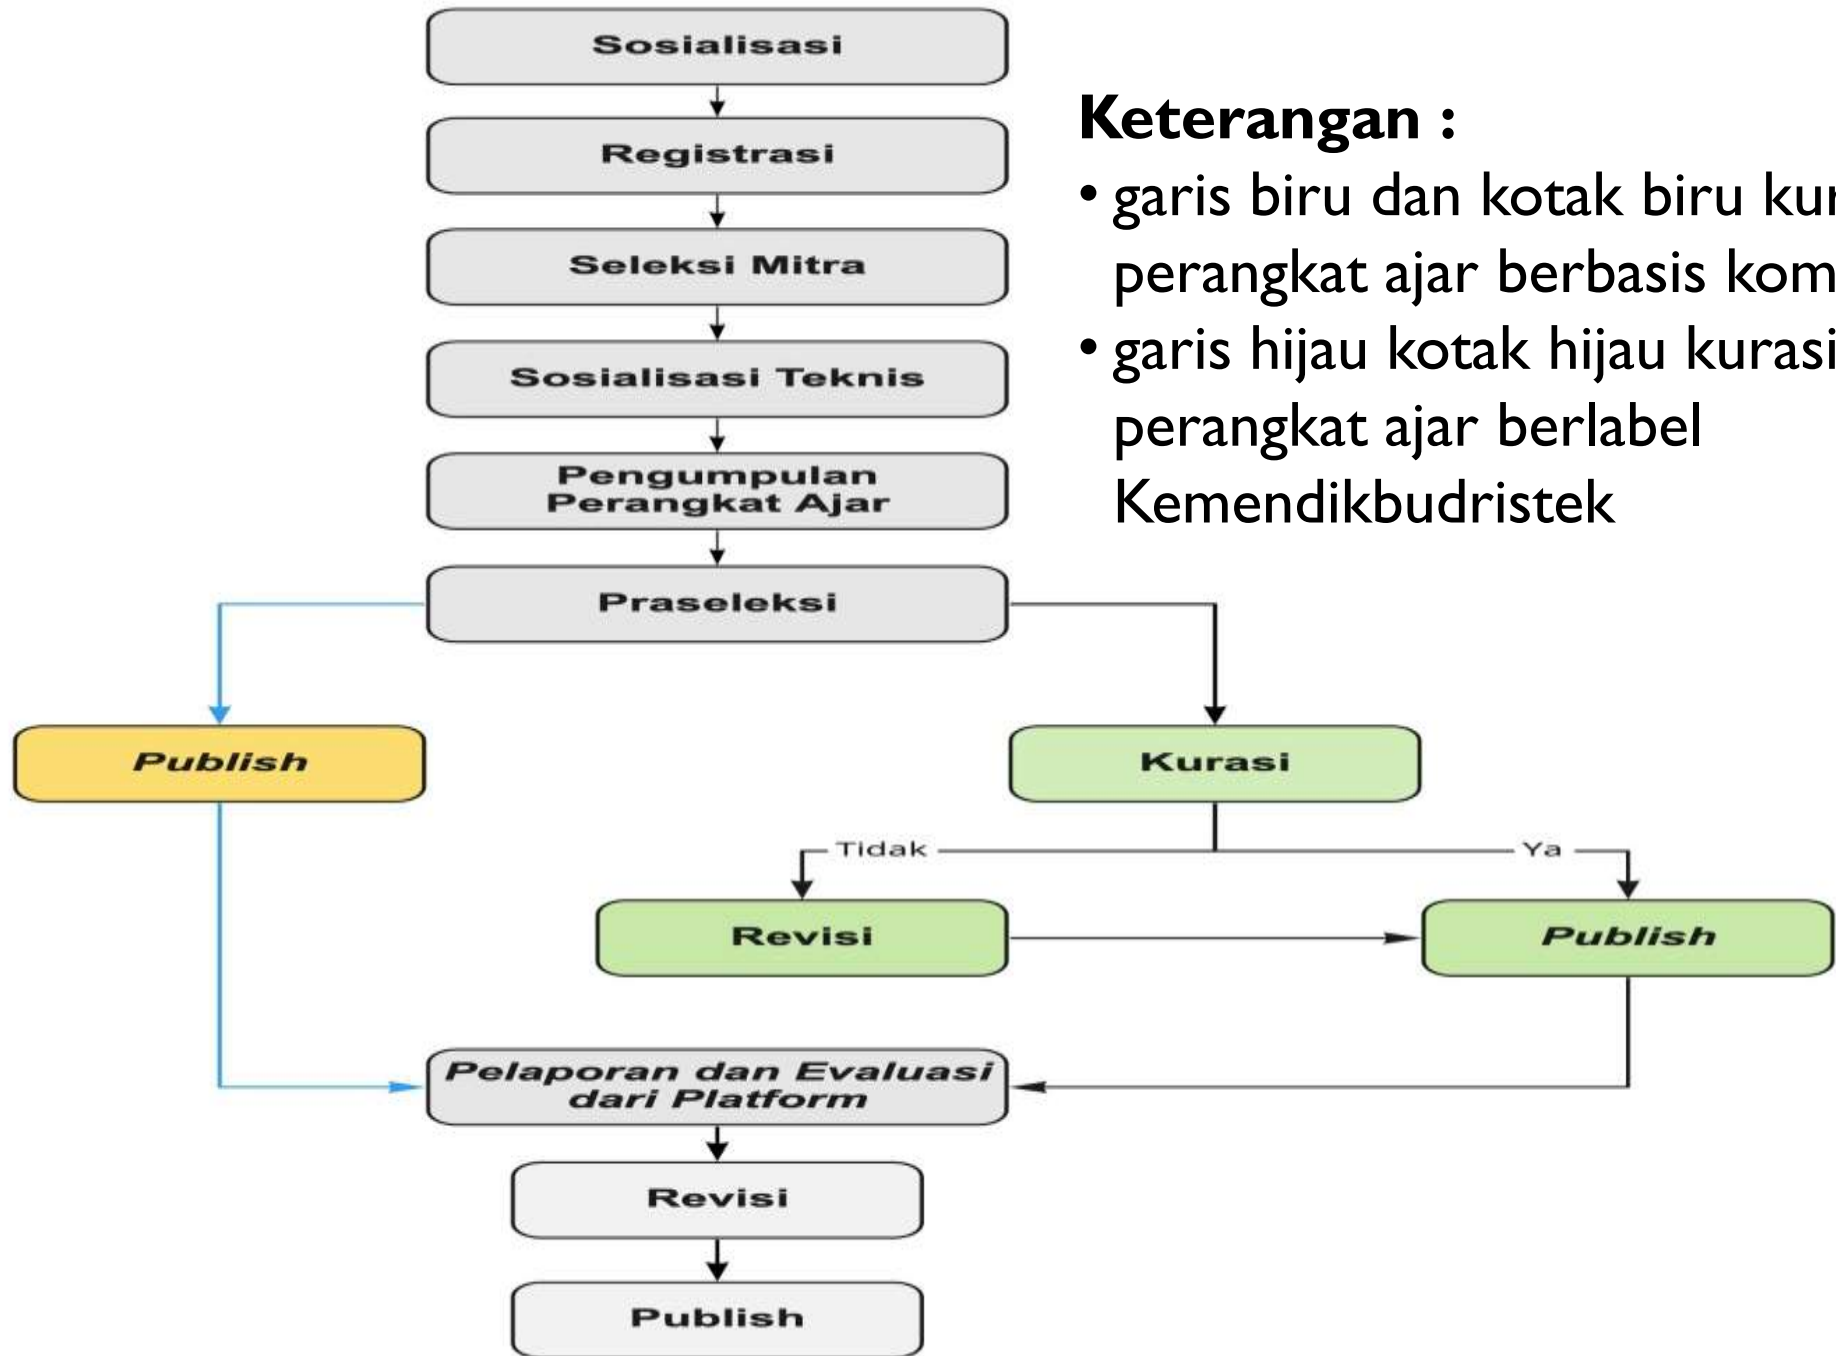 Sosialisasi
Registrasi
Seleksi Mitra
Sosialisasi Teknis
Pengumpulan
Perangkat Ajar
Praseleksi
Keterangan :
• garis biru dan kotak biru
perangkat ajar berbasis
• garis hijau kotak hijau kurasi
perangkat ajar berlabel
Kemendikbudristek
Publish
Kurasi
Tidak
Ya
Revisi
Publish
Pelaporan dan Evaluasi
dari Platform
Revisi
Publish